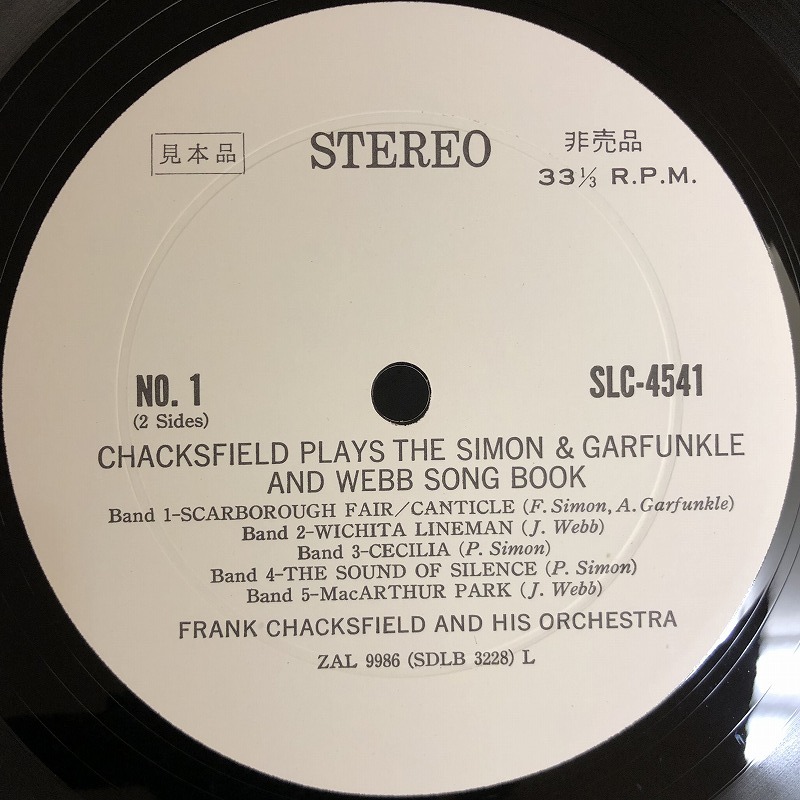 見本品
STEREO
非売品
33⅓ R.P.M.
NO. 1
(2 Sides)
SLC-4541
CHACKSFIELD PLAYS THE SIMON & GARFUNKLE
AND WEBB SONG BOOK
Band 1-SCARBOROUGH FAIR/CANTICLE (F. Simon, A. Garfunkle)
Band 2-WICHITA LINEMAN (J. Webb)
Band 3-CECILIA (P. Simon)
Band 4-THE SOUND OF SILENCE (P. Simon)
Band 5-MacARTHUR PARK (J. Webb)
FRANK CHACKSFIELD AND HIS ORCHESTRA
ZAL 9986 (SDLB 3228) L